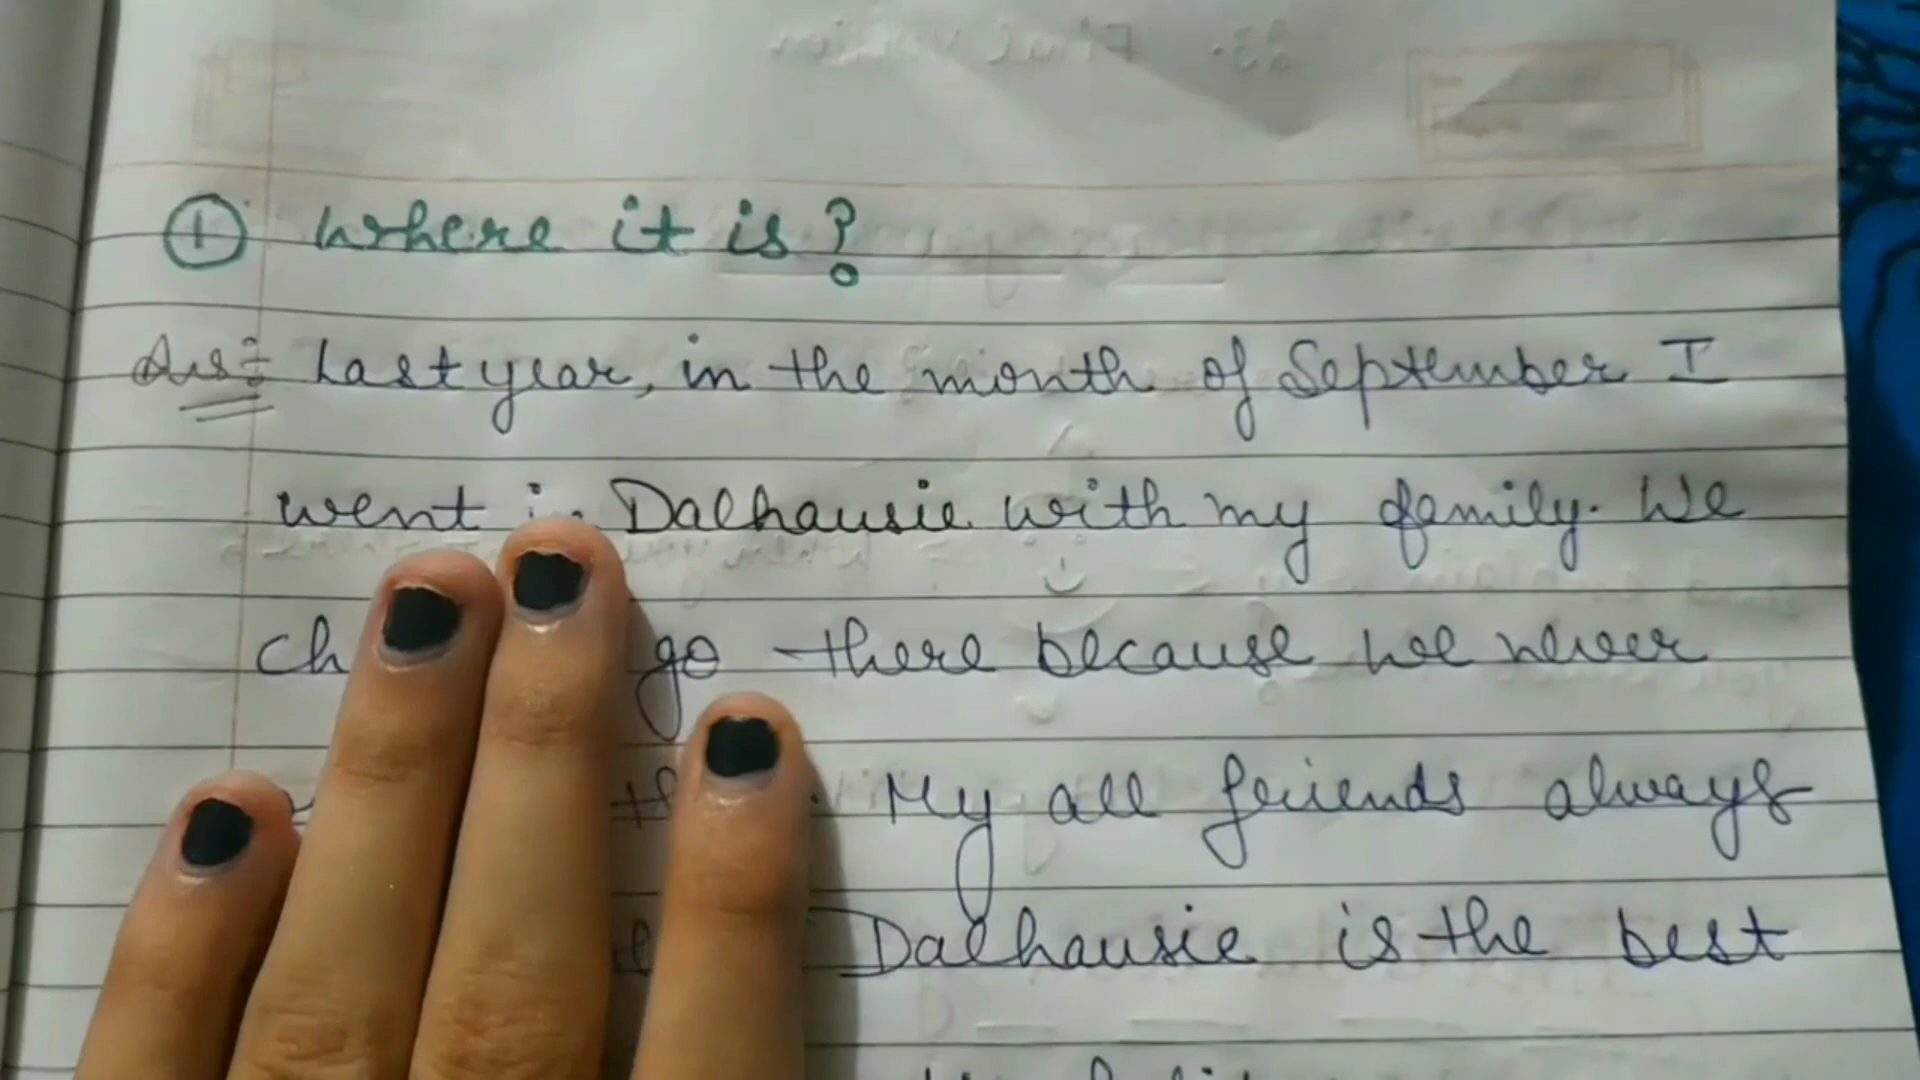 ① Where it is?
Ans:- Last year, in the month of September I
went in Dalhausie with my family. We
go there because we never
My all friends always
Dalhausie is the best